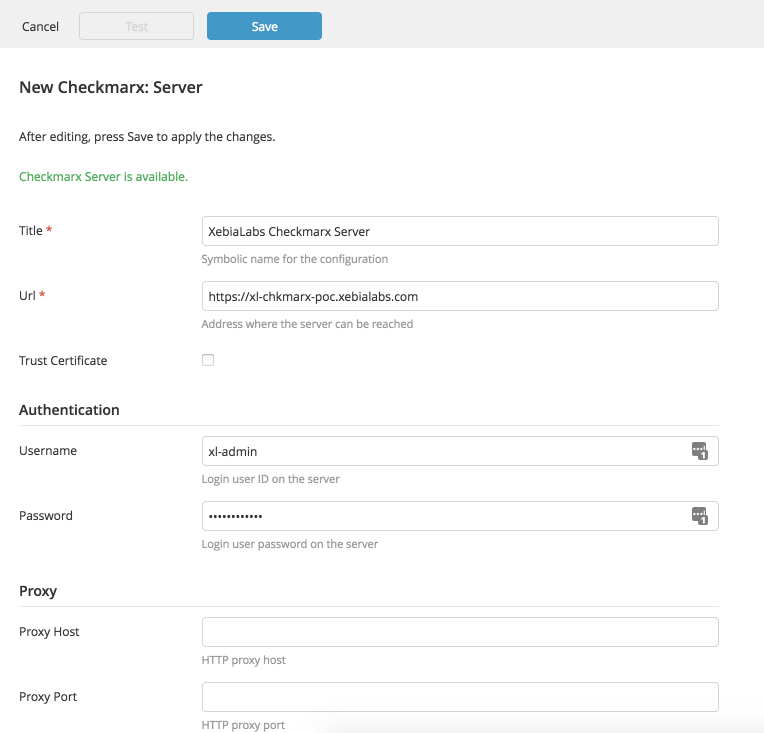 Cancel Test Save
New Checkmarx: Server
After editing, press Save to apply the changes.
Checkmarx Server is available.
Title * XebiaLabs Checkmarx Server
Symbolic name for the configuration
Url * https://xl-chkmarx-poc.xebialabs.com
Address where the server can be reached
Trust Certificate
Authentication
Username xl-admin 1
Login user ID on the server
Password •••••••••••• 1
Login user password on the server
Proxy
Proxy Host
HTTP proxy host
Proxy Port
HTTP proxy port